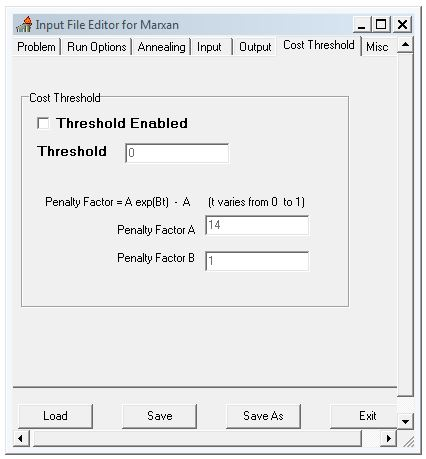 Input File Editor for Marxan
Problem Run Options Annealing Input Output Cost Threshold Misc
Cost Threshold
Threshold Enabled
Threshold 0
Penalty Factor = A exp(Bt) - A (t varies from 0 to 1)
Penalty Factor A 14
Penalty Factor B 1
Load Save Save As Exit